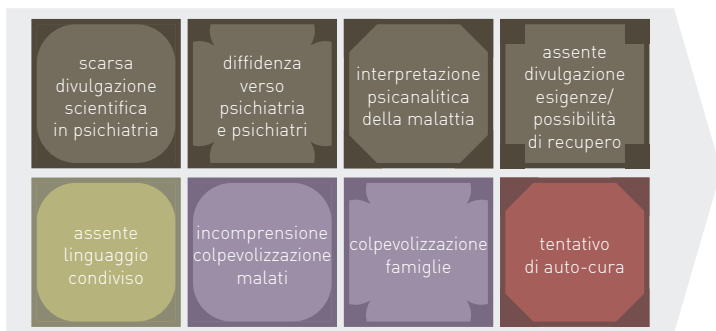 scarsa
divulgazione
scientifica
in psichiatria
diffidenza
verso
psichiatria
e psichiatri
interpretazione
psicanalitica
della malattia
assente
divulgazione
esigenze/
possibilità
di recupero
assente
linguaggio
condiviso
incomprensione
colpevolizzazione
malati
colpevolizzazione
famiglie
tentativo
di auto-cura